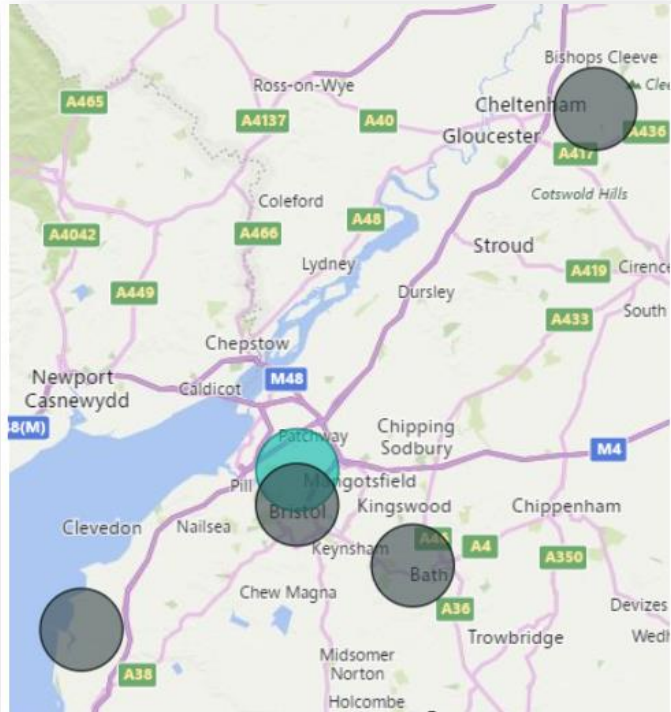 Bishops Cleeve
Ross-on-Wye
A465
Cheltenham
A4137
A40
Gloucester
A436
A417
Cotswold Hills
Coleford
A48
A4042
A466
Stroud
Lydney
A419
A449
Dursley
A433
South
Chepstow
Newport
Casnewydd
Caldicot
M48
Chipping
Sodbury
Patchway
M4
Pill
Mangotsfield
Bristol
Kingswood
Chippenham
Clevedon
Nailsea
Keynsham
A4
A350
Bath
Chew Magna
A36
Devizes
Trowbridge
Midsomer
Norton
A38
Holcombe